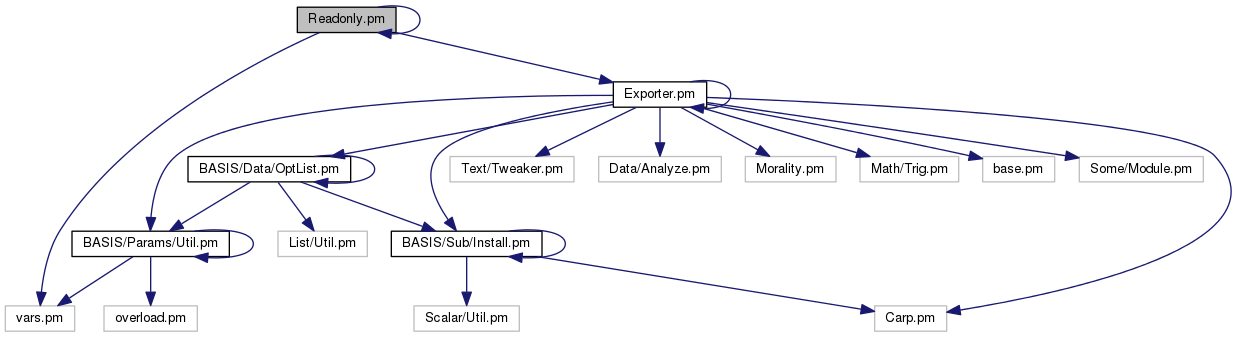 Readonly.pm
Exporter.pm
BASIS/Data/OptList.pm
Text/Tweaker.pm
Data/Analyze.pm
Morality.pm
Math/Trig.pm
base.pm
Some/Module.pm
BASIS/Params/Util.pm
List/Util.pm
BASIS/Sub/Install.pm
vars.pm
overload.pm
Scalar/Util.pm
Carp.pm